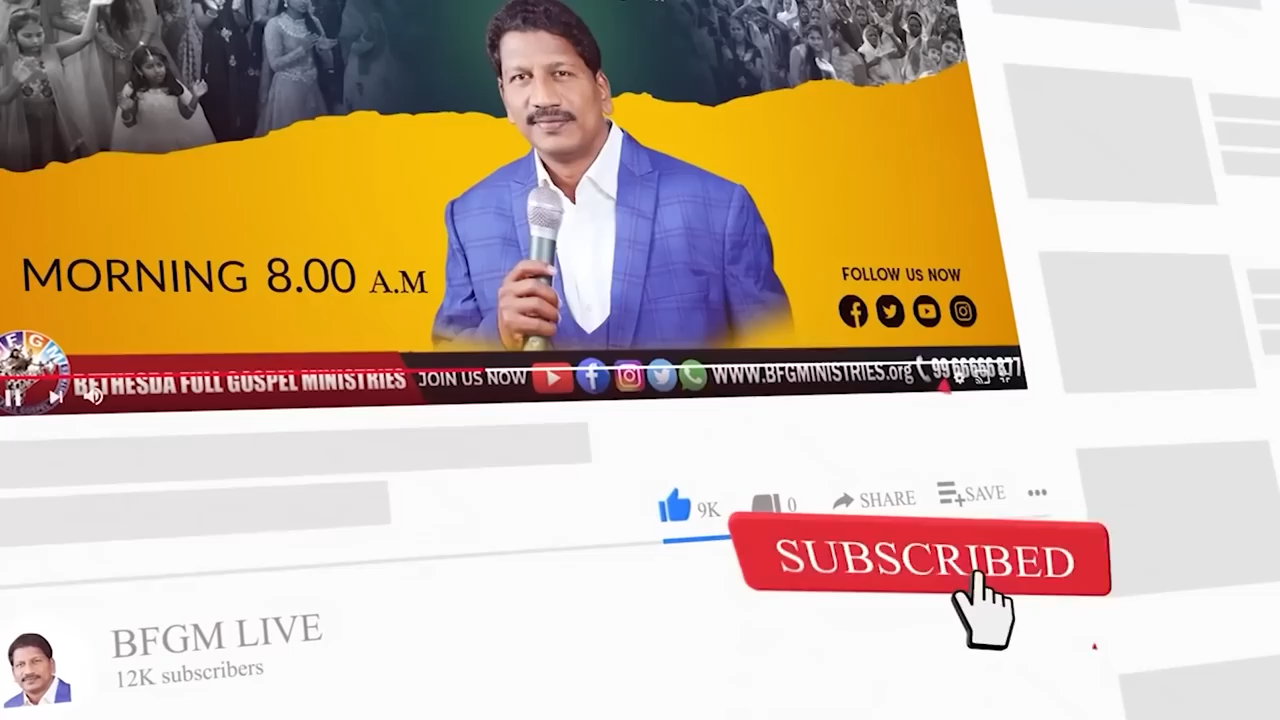 MORNING 8.00 A.M
FOLLOW US NOW
BETHESDA FULL GOSPEL MINISTRIES JOIN US NOW WWW.BFGMINISTRIES.org
9K 0 SHARE SAVE
SUBSCRIBED
BFGM LIVE
12K subscribers